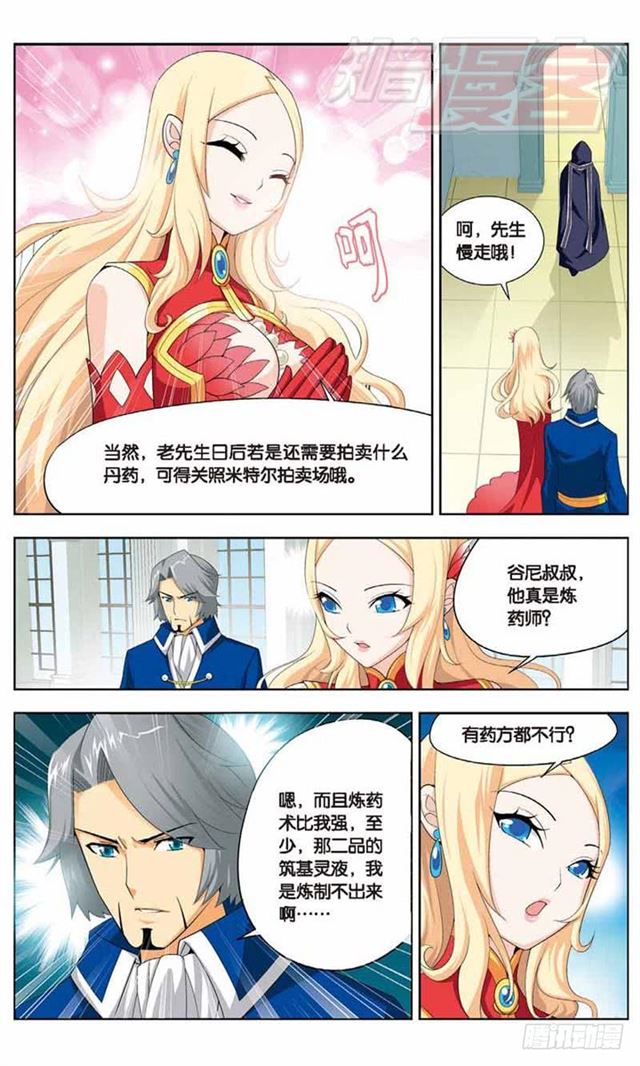 知音漫客
呵
当然，老先生日后若是还需要拍卖什么
丹药，可得关照米特尔拍卖场哦。
呵，先生
慢走哦！
谷尼叔叔，
他真是炼
药师？
嗯，而且炼药
术比我强，至
少，那二品的
筑基灵液，我
是炼制不出来
啊……
有药方都不行？
腾讯动漫